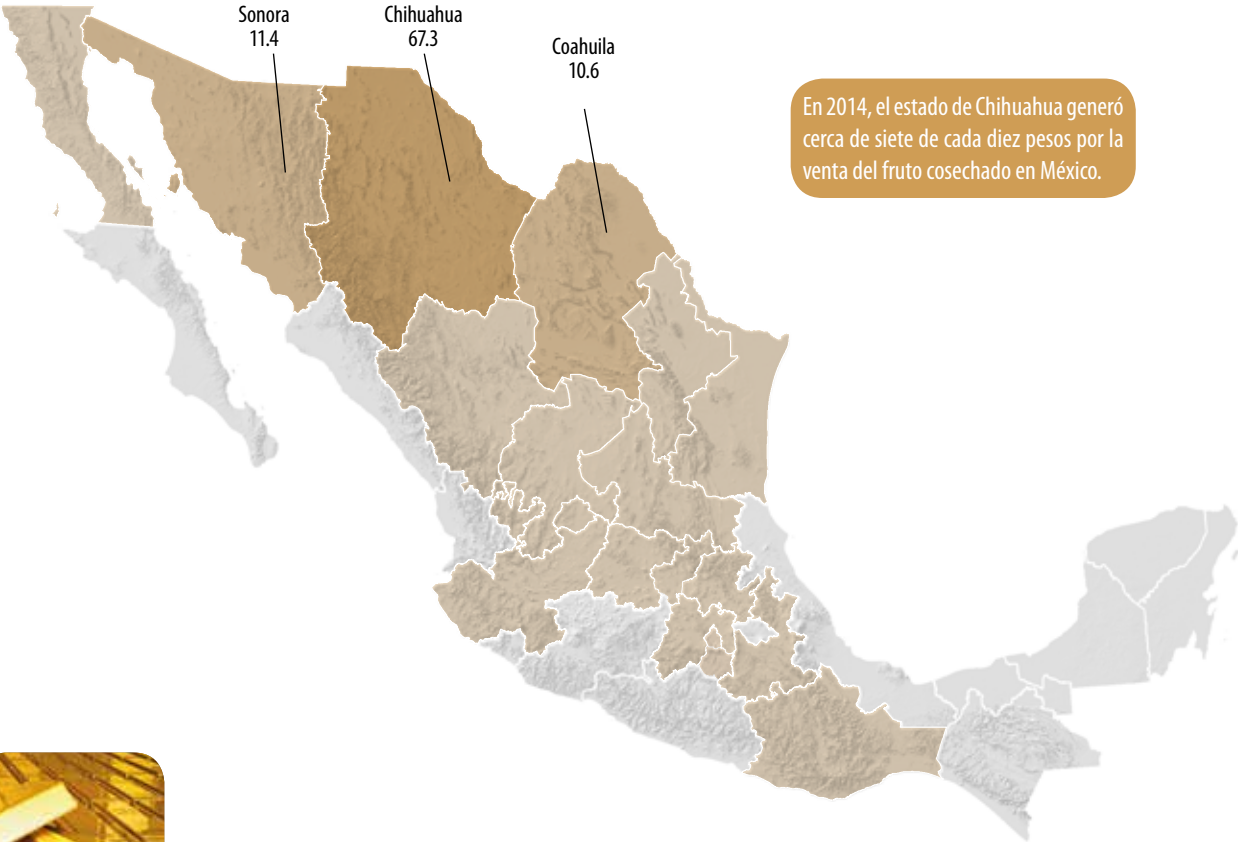 Sonora
11.4
Chihuahua
67.3
Coahuila
10.6
En 2014, el estado de Chihuahua generó
cerca de siete de cada diez pesos por la
venta del fruto cosechado en México.